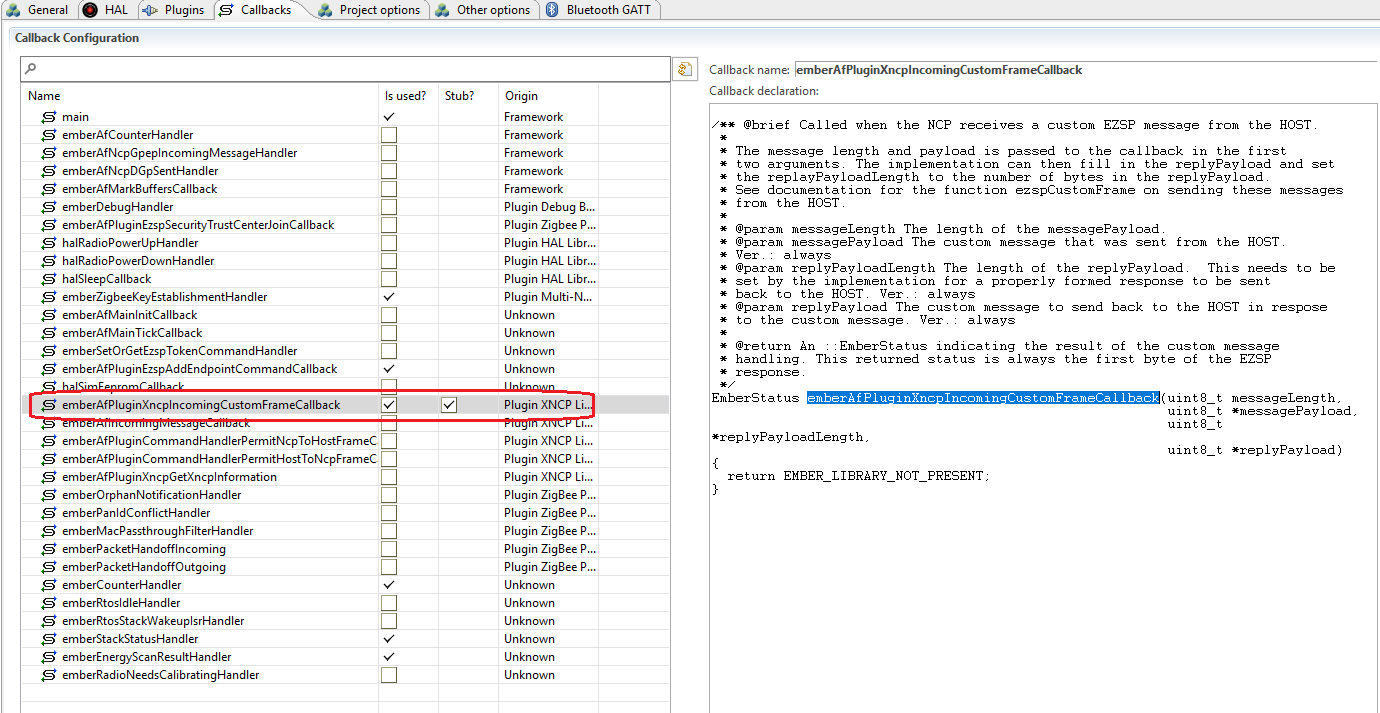 General HAL Plugins Callbacks Project options Other options Bluetooth GATT
Callback Configuration
Name Is used? Stub? Origin
main Framework
emberAfCounterHandler Framework
emberAfNcpGpepIncomingMessageHandler Framework
emberAfNcpDGpSentHandler Framework
emberAfMarkBuffersCallback Framework
emberDebugHandler Plugin Debug B...
emberAfPluginEzspSecurityTrustCenterJoinCallback Plugin Zigbee P...
halRadioPowerUpHandler Plugin HAL Libr...
halRadioPowerDownHandler Plugin HAL Libr...
halSleepCallback Plugin HAL Libr...
emberZigbeeKeyEstablishmentHandler Plugin Multi-N...
emberAfMainInitCallback Unknown
emberAfMainTickCallback Unknown
emberSetOrGetEzspTokenCommandHandler Unknown
emberAfPluginEzspAddEndpointCommandCallback Unknown
halSimEepromCallback Unknown
emberAfPluginXncpIncomingCustomFrameCallback Plugin XNCP Li...
emberAfIncomingMessageCallback Plugin XNCP Li...
emberAfPluginCommandHandlerPermitNcpToHostFrameCa Plugin XNCP Li...
emberAfPluginCommandHandlerPermitHostToNcpFrameCa Plugin XNCP Li...
emberAfPluginXncpGetXncpInformation Plugin XNCP Li...
emberOrphanNotificationHandler Plugin ZigBee P...
emberPanIdConflictHandler Plugin ZigBee P...
emberMacPassthroughFilterHandler Plugin ZigBee P...
emberPacketHandoffIncoming Plugin ZigBee P...
emberPacketHandoffOutgoing Plugin ZigBee P...
emberCounterHandler Unknown
emberRtosIdleHandler Unknown
emberRtosStackWakeupIsrHandler Unknown
emberStackStatusHandler Unknown
emberEnergyScanResultHandler Unknown
emberRadioNeedsCalibratingHandler Unknown
Callback name: emberAfPluginXncpIncomingCustomFrameCallback
Callback declaration:
/** @brief Called when the NCP receives a custom EZSP message from the HOST.
*
* The message length and payload is passed to the callback in the first
* two arguments. The implementation can then fill in the replyPayload and set
* the replayPayloadLength to the number of bytes in the replyPayload.
* See documentation for the function ezspCustomFrame on sending these messages
* from the HOST.
*
* @param messageLength The length of the messagePayload.
* @param messagePayload The custom message that was sent from the HOST.
* Ver.: always
* @param replyPayloadLength The length of the replyPayload. This needs to be
* set by the implementation for a properly formed response to be sent
* back to the HOST. Ver.: always
* @param replyPayload The custom message to send back to the HOST in respose
* to the custom message. Ver.: always
*
* @return An ::EmberStatus indicating the result of the custom message
* handling. This returned status is always the first byte of the EZSP
* response.
*/
EmberStatus emberAfPluginXncpIncomingCustomFrameCallback(uint8_t messageLength,
uint8_t *messagePayload,
uint8_t
*replyPayloadLength,
uint8_t *replyPayload)
{
return EMBER_LIBRARY_NOT_PRESENT;
}